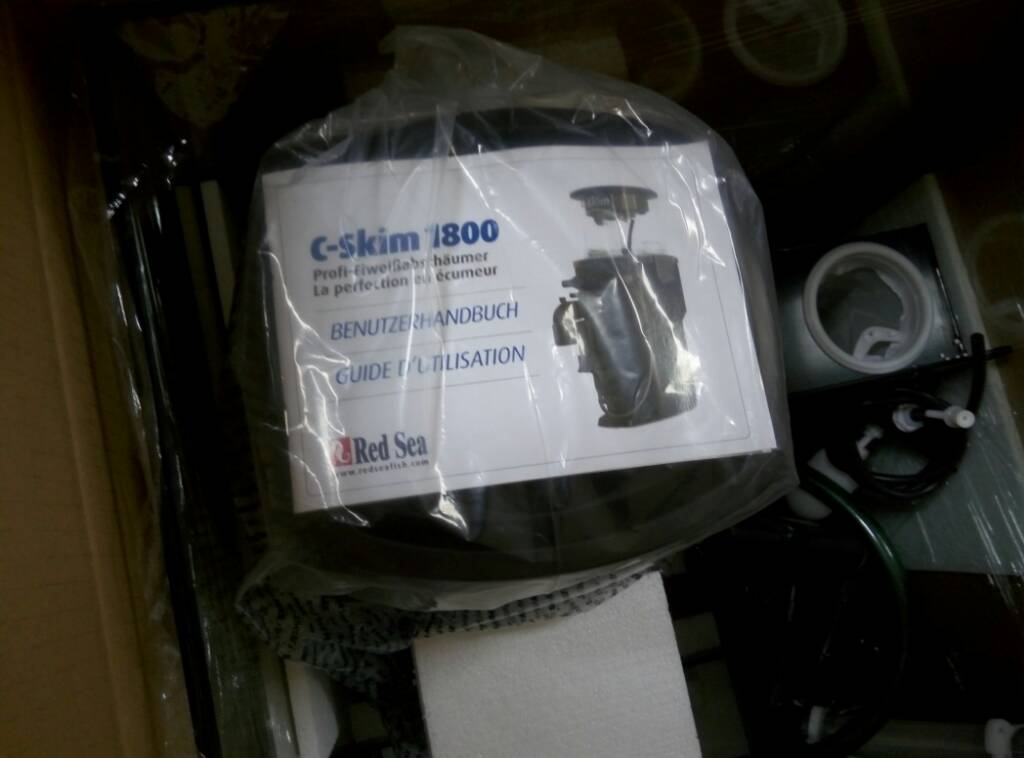 C-Skim 1800
Profi-Eiweißabschäumer
La perfection en écumeur
BENUTZERHANDBUCH
GUIDE D'UTILISATION
Red Sea
www.redseafish.com